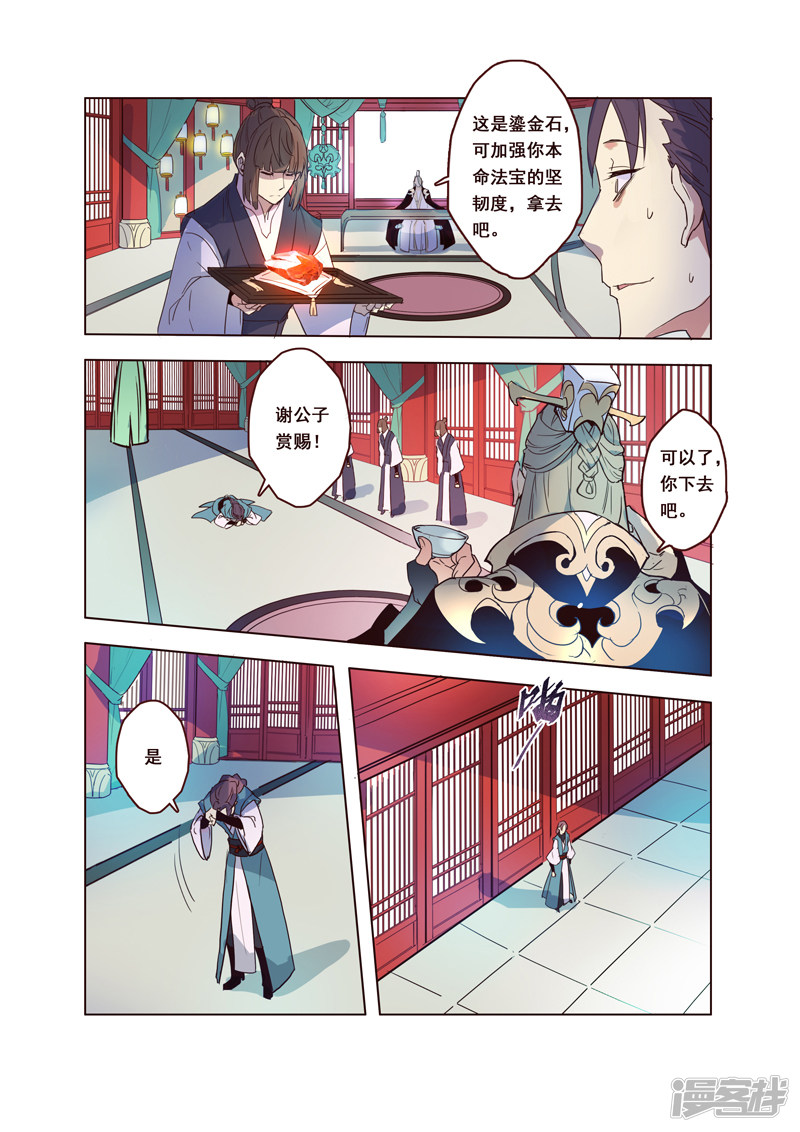 这是鎏金石，
可加强你本
命法宝的坚
韧度，拿去
吧。
谢公子
赏赐！
可以了，
你下去
吧。
是
啪
漫客栈